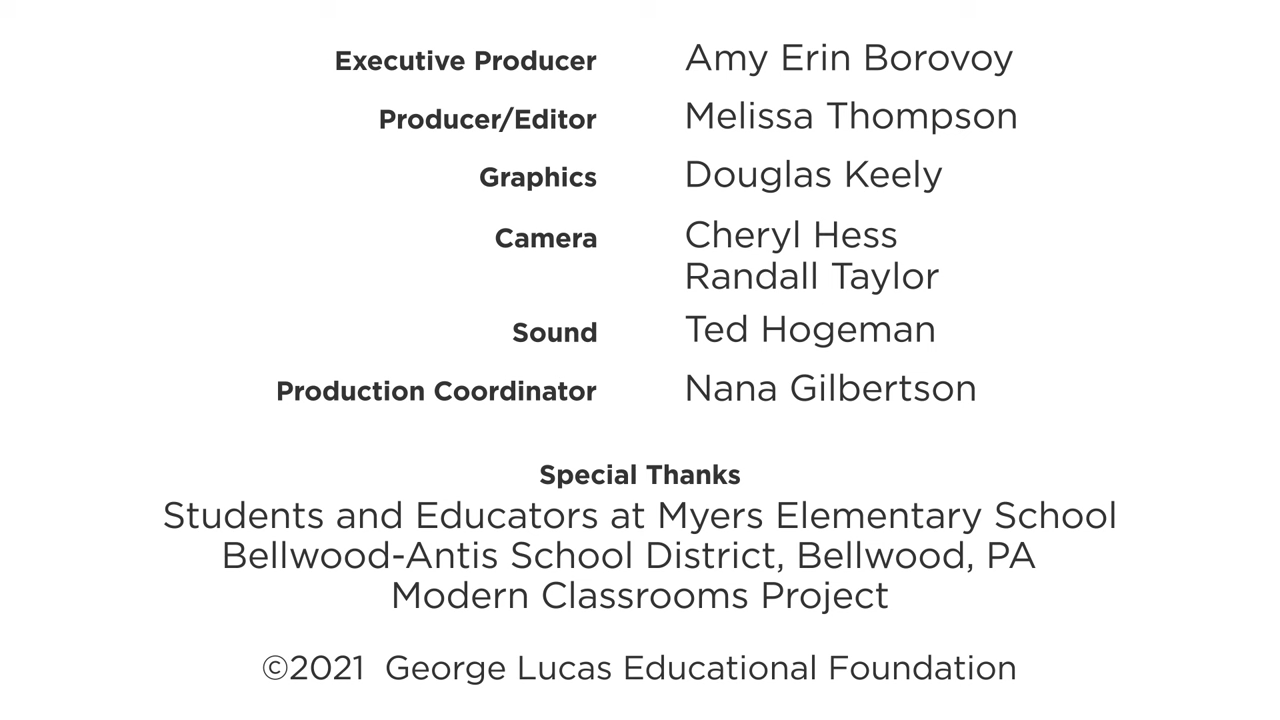 Executive Producer Amy Erin Borovoy
Producer/Editor Melissa Thompson
Graphics Douglas Keely
Camera Cheryl Hess
Randall Taylor
Sound Ted Hogeman
Production Coordinator Nana Gilbertson
Special Thanks
Students and Educators at Myers Elementary School
Bellwood-Antis School District, Bellwood, PA
Modern Classrooms Project
©2021 George Lucas Educational Foundation